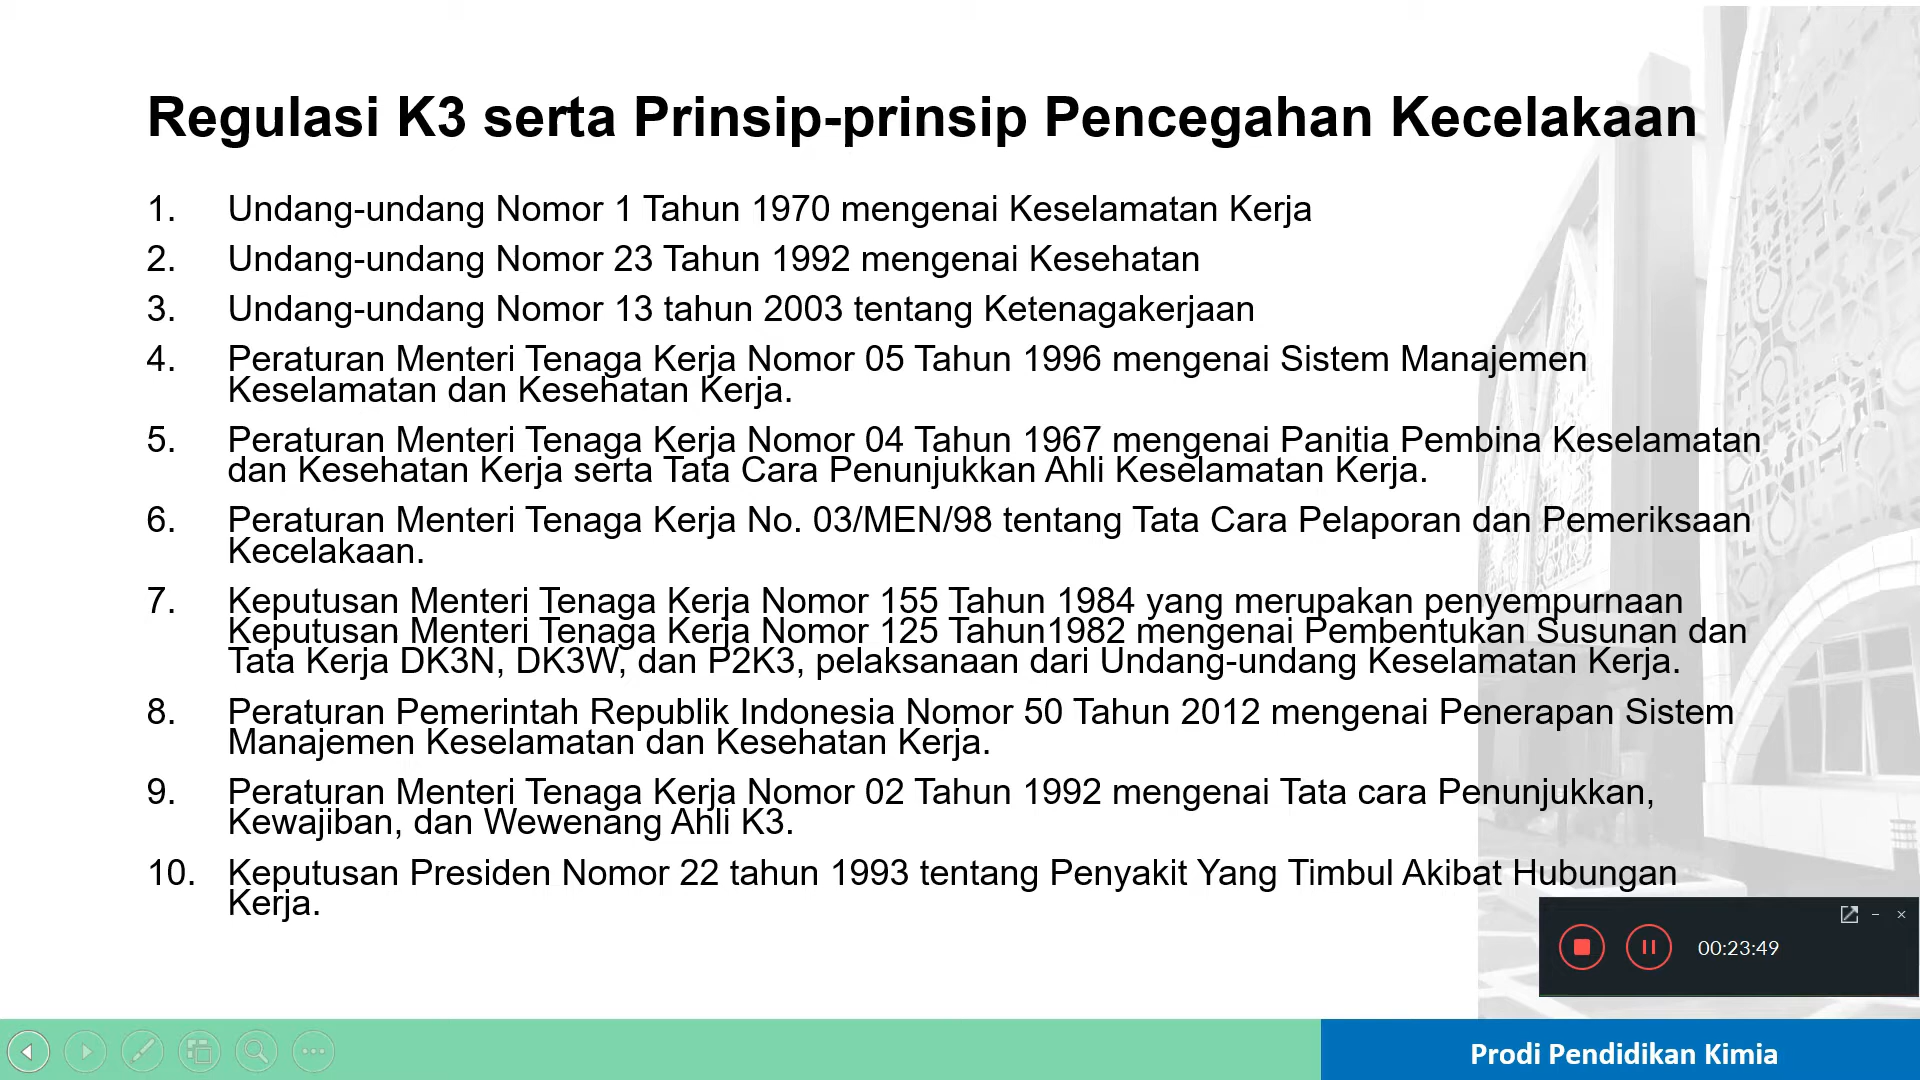 Regulasi K3 serta Prinsip-prinsip Pencegahan Kecelakaan
1. Undang-undang Nomor 1 Tahun 1970 mengenai Keselamatan Kerja
2. Undang-undang Nomor 23 Tahun 1992 mengenai Kesehatan
3. Undang-undang Nomor 13 tahun 2003 tentang Ketenagakerjaan
4. Peraturan Menteri Tenaga Kerja Nomor 05 Tahun 1996 mengenai Sistem Manajemen
Keselamatan dan Kesehatan Kerja.
5. Peraturan Menteri Tenaga Kerja Nomor 04 Tahun 1967 mengenai Panitia Pembina Keselamatan
dan Kesehatan Kerja serta Tata Cara Penunjukkan Ahli Keselamatan Kerja.
6. Peraturan Menteri Tenaga Kerja No. 03/MEN/98 tentang Tata Cara Pelaporan dan Pemeriksaan
Kecelakaan.
7. Keputusan Menteri Tenaga Kerja Nomor 155 Tahun 1984 yang merupakan penyempurnaan
Keputusan Menteri Tenaga Kerja Nomor 125 Tahun1982 mengenai Pembentukan Susunan dan
Tata Kerja DK3N, DK3W, dan P2K3, pelaksanaan dari Undang-undang Keselamatan Kerja.
8. Peraturan Pemerintah Republik Indonesia Nomor 50 Tahun 2012 mengenai Penerapan Sistem
Manajemen Keselamatan dan Kesehatan Kerja.
9. Peraturan Menteri Tenaga Kerja Nomor 02 Tahun 1992 mengenai Tata cara Penunjukkan,
Kewajiban, dan Wewenang Ahli K3.
10. Keputusan Presiden Nomor 22 tahun 1993 tentang Penyakit Yang Timbul Akibat Hubungan
Kerja.
00:23:49
Prodi Pendidikan Kimia